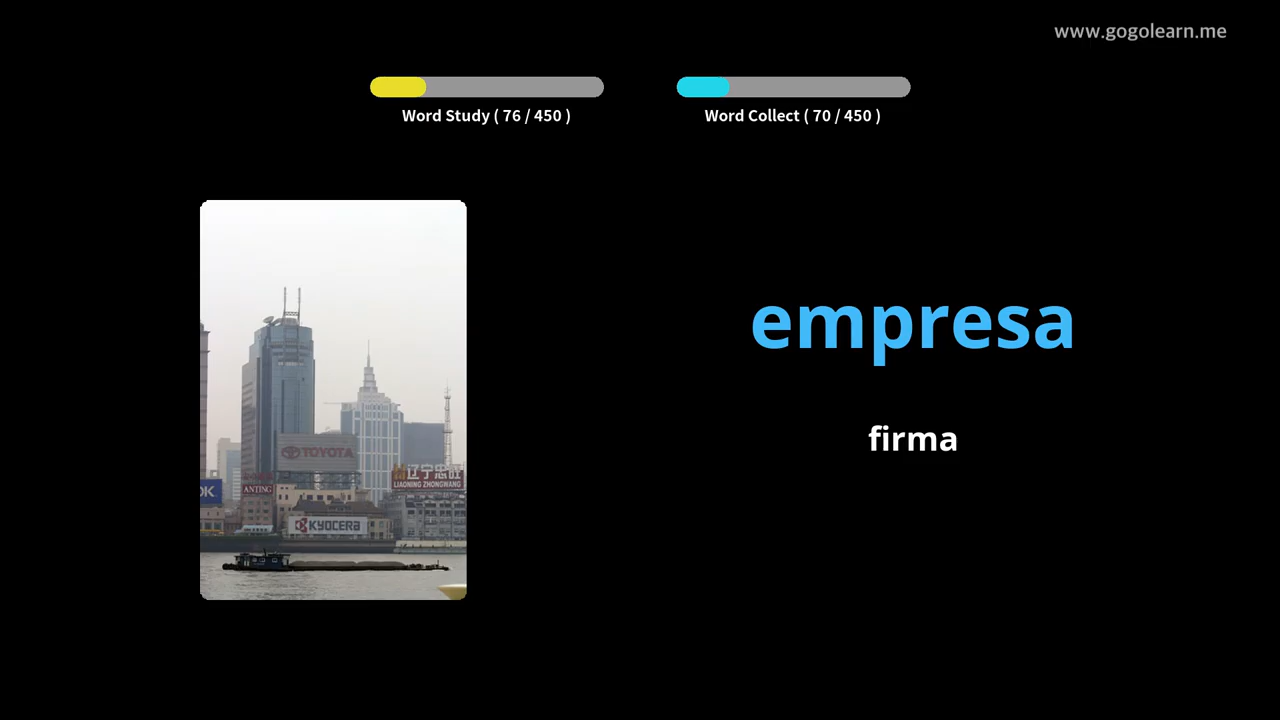 www.gogolearn.me
Word Study ( 76 / 450 )
Word Collect ( 70 / 450 )
empresa
firma
TOYOTA
辽宁忠旺
LIAONING ZHONGWANG
OK
ANTING
KYOCERA